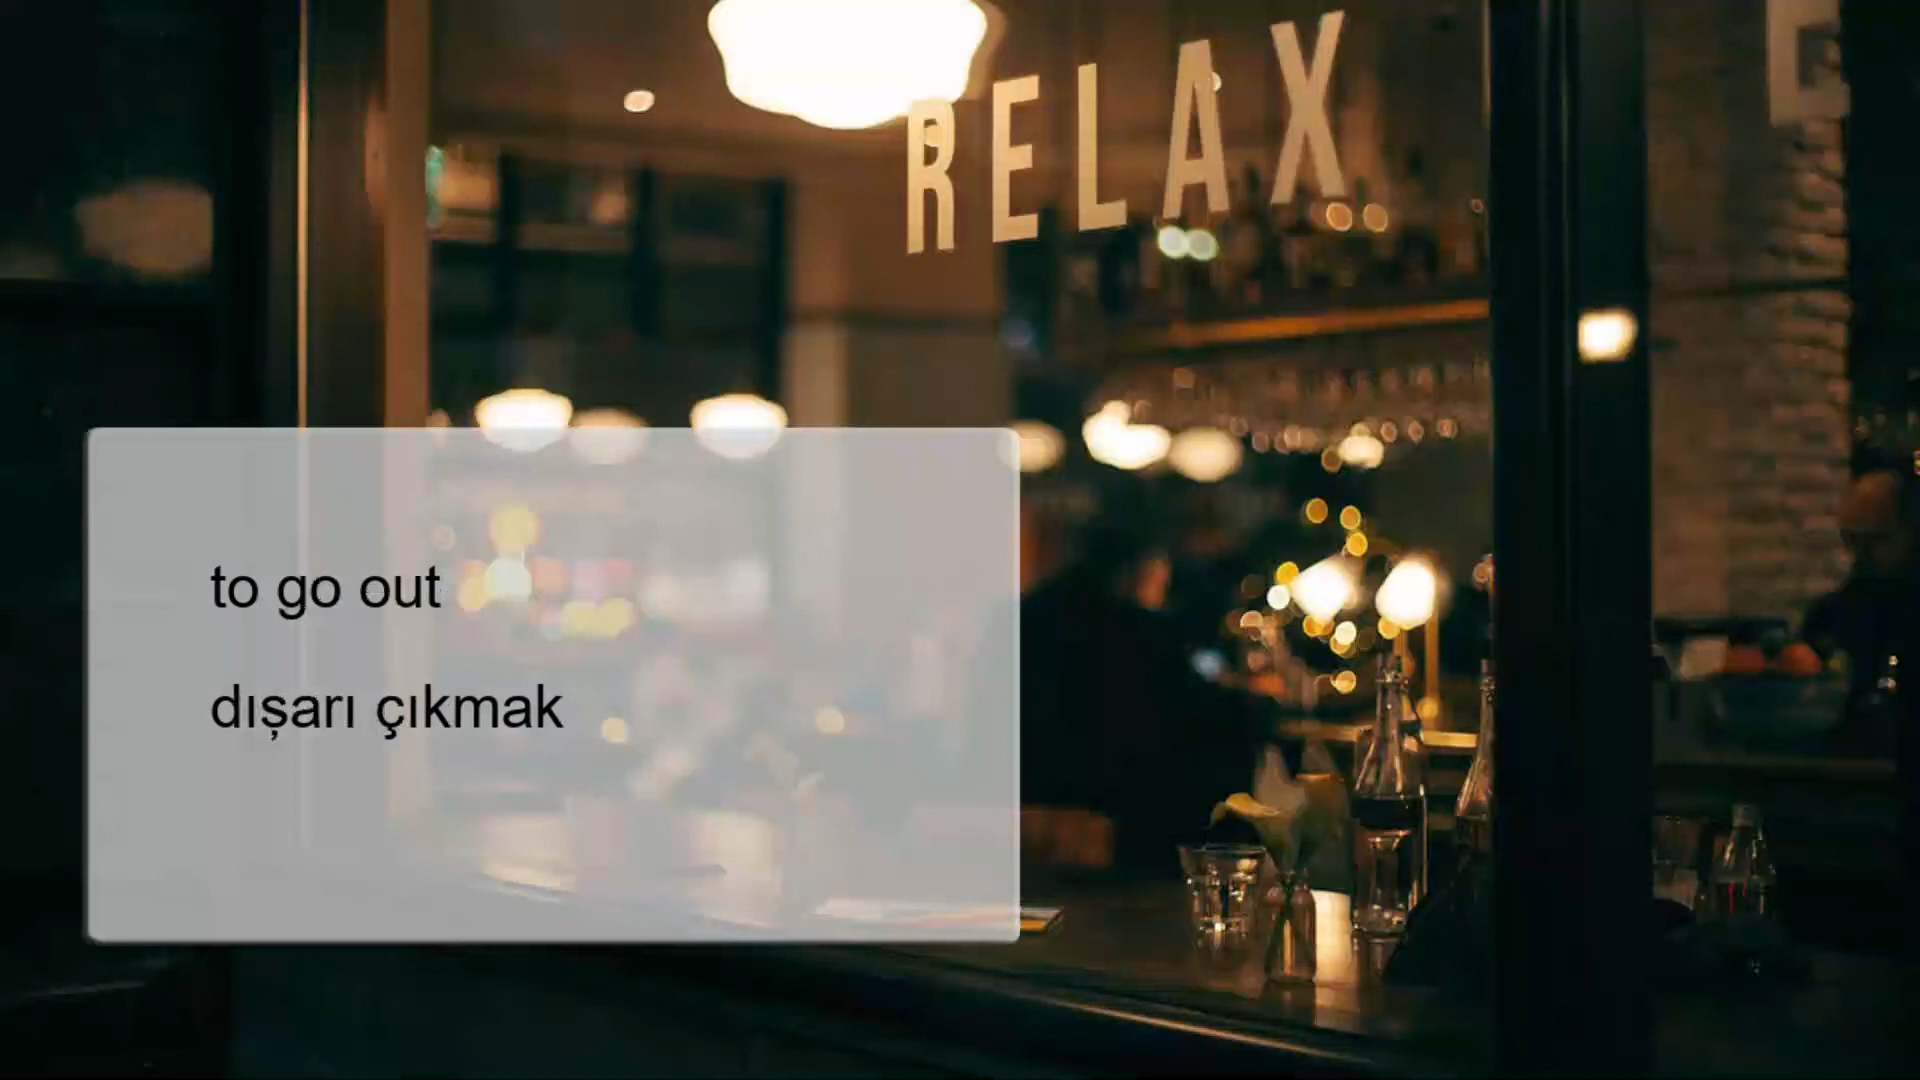 RELAX
to go out
dışarı çıkmak